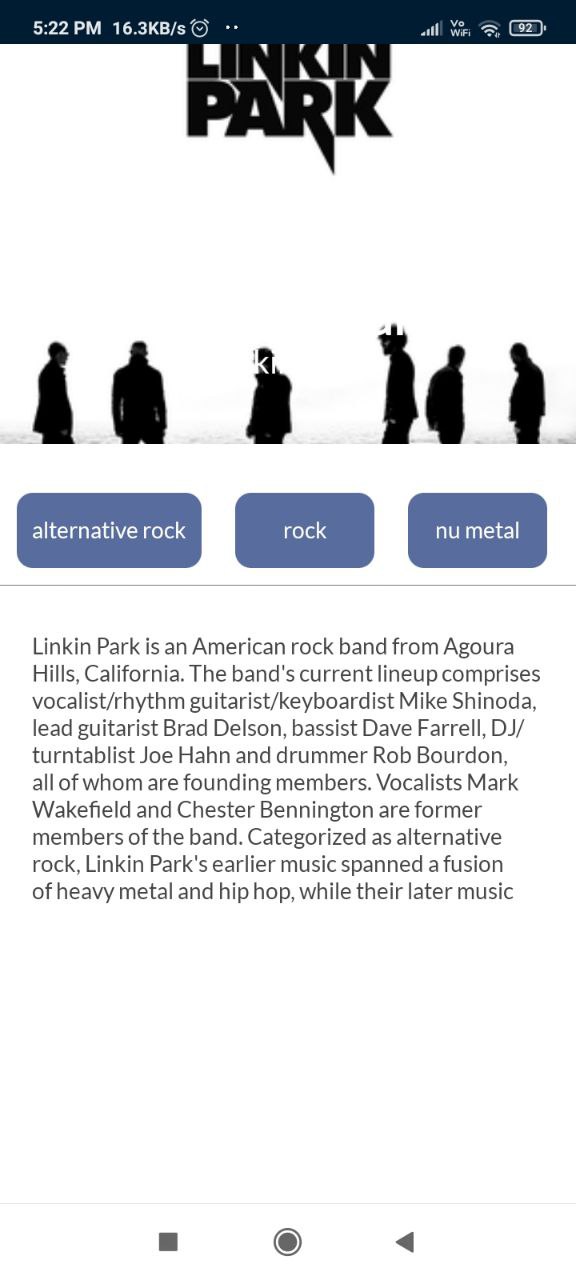 5:22 PM 16.3KB/s
Vo
WiFi
92
LINKIN
PARK
alternative rock
rock
nu metal
Linkin Park is an American rock band from Agoura
Hills, California. The band's current lineup comprises
vocalist/rhythm guitarist/keyboardist Mike Shinoda,
lead guitarist Brad Delson, bassist Dave Farrell, DJ/
turntablist Joe Hahn and drummer Rob Bourdon,
all of whom are founding members. Vocalists Mark
Wakefield and Chester Bennington are former
members of the band. Categorized as alternative
rock, Linkin Park's earlier music spanned a fusion
of heavy metal and hip hop, while their later music